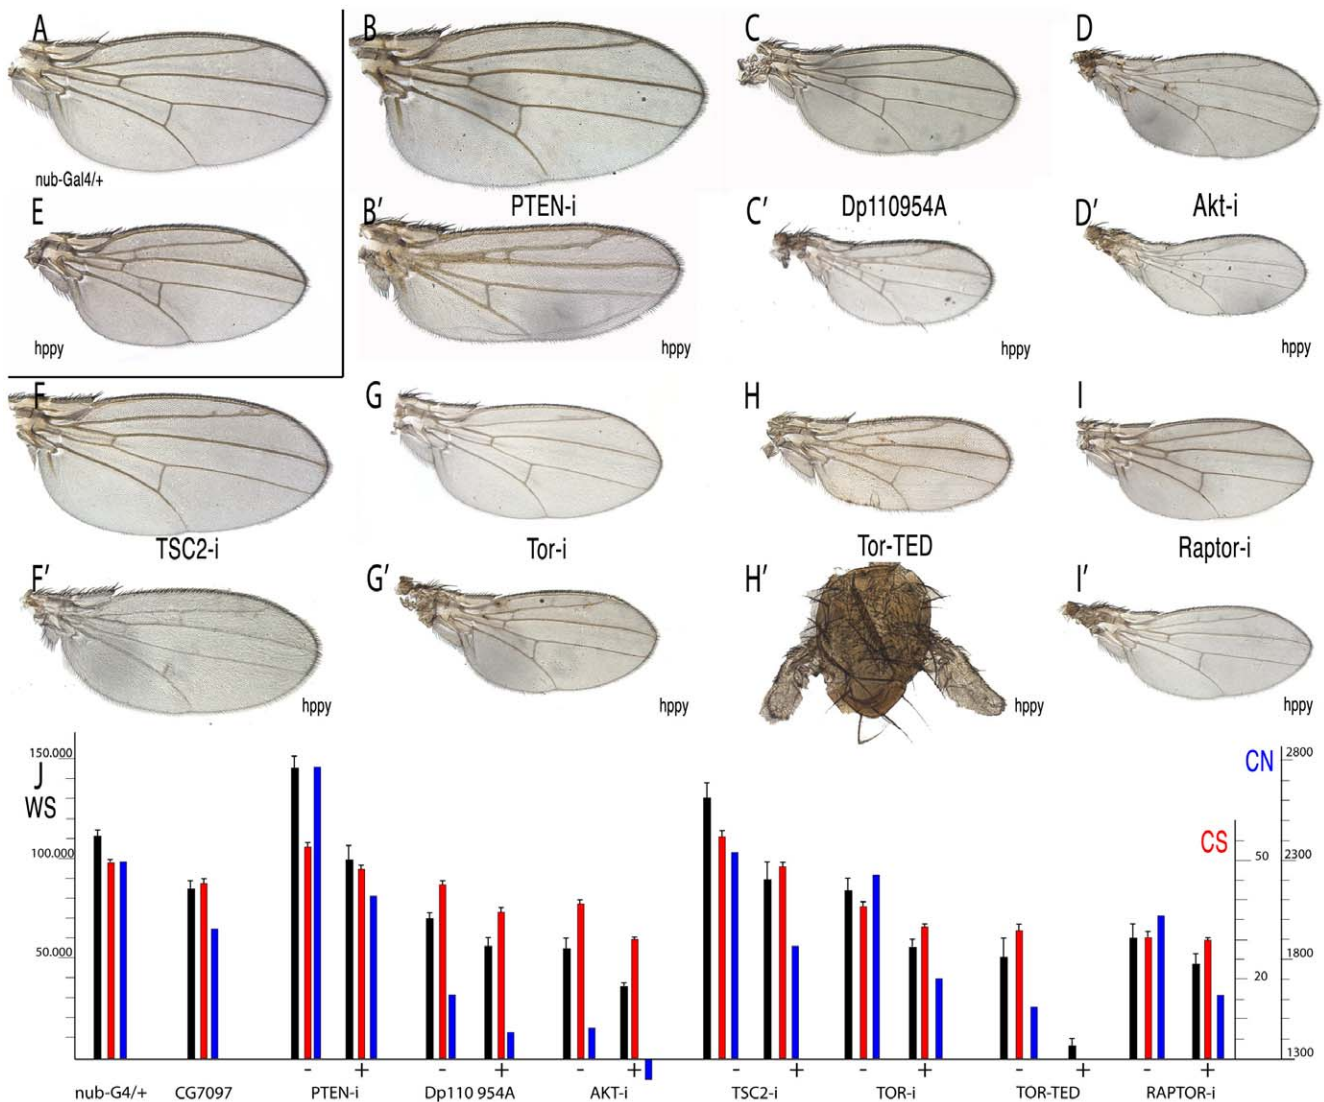 A
B
C
D
nub-Gal4/+
PTEN-i
Dp110954A
Akt-i
E
B′
C′
D′
hppy
hppy
hppy
hppy
F
G
H
I
TSC2-i
Tor-i
Tor-TED
Raptor-i
F′
G′
H′
I′
hppy
hppy
hppy
hppy
J
WS
150.000
100.000
50.000
CN
CS
50
20
2800
2300
1800
1300
- + - + - + - + - + - + - +
nub-G4/+ CG7097 PTEN-i Dp110 954A AKT-i TSC2-i TOR-i TOR-TED RAPTOR-i